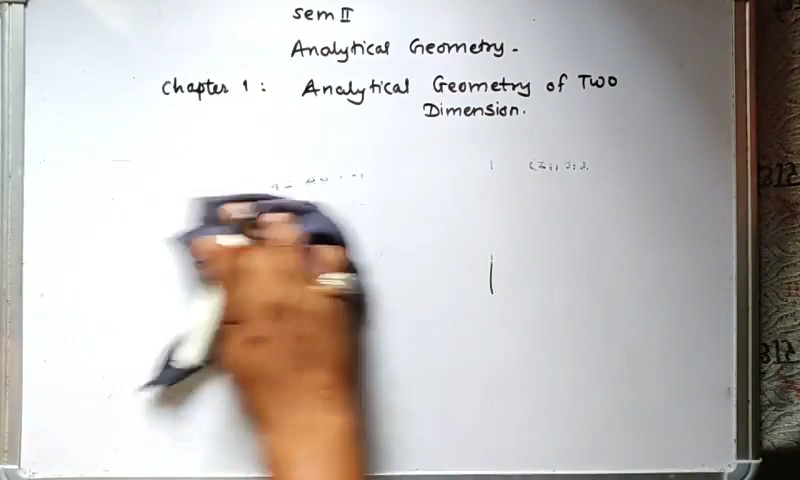 sem II
Analytical Geometry.
Chapter 1: Analytical Geometry of Two
Dimension.